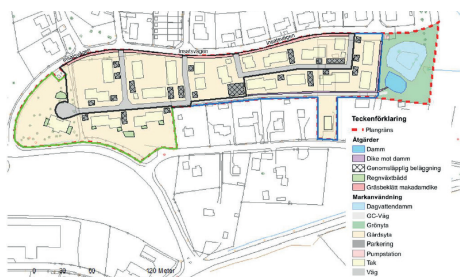 Imselsvägen
Teckenförklaring
Plangräns
Åtgärder
Damm
Dike mot damm
Genomsläpplig beläggning
Regnväxtbädd
Gräsbeklätt makadamdike
Markanvändning
Dagvattendamm
GC-Väg
Grönyta
Gårdsyta
Parkering
Pumpstation
Tak
Väg
0 30 60 120 Meter